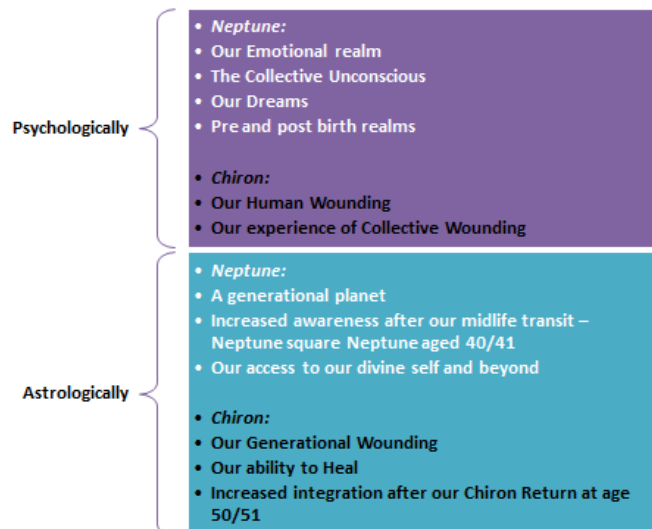 Psychologically
• Neptune:
• Our Emotional realm
• The Collective Unconscious
• Our Dreams
• Pre and post birth realms
• Chiron:
• Our Human Wounding
• Our experience of Collective Wounding
Astrologically
• Neptune:
• A generational planet
• Increased awareness after our midlife transit –
Neptune square Neptune aged 40/41
• Our access to our divine self and beyond
• Chiron:
• Our Generational Wounding
• Our ability to Heal
• Increased integration after our Chiron Return at age
50/51